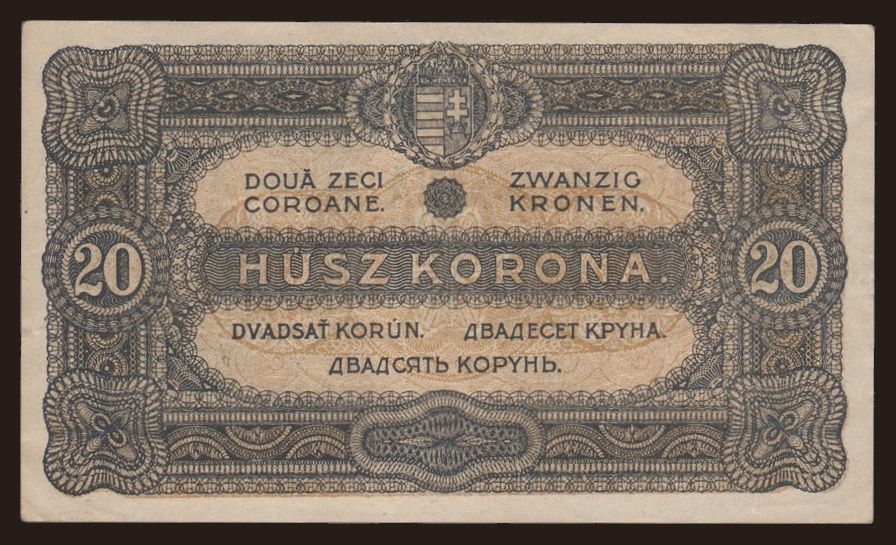 DOUĂ ZECI
COROANE.
ZWANZIG
KRONEN.
20
HÚSZ KORONA.
20
DVADSAŤ KORÚN. ДВАДЕСЕТ КРУНА.
ДВАДСЯТЬ КОРУНЬ.